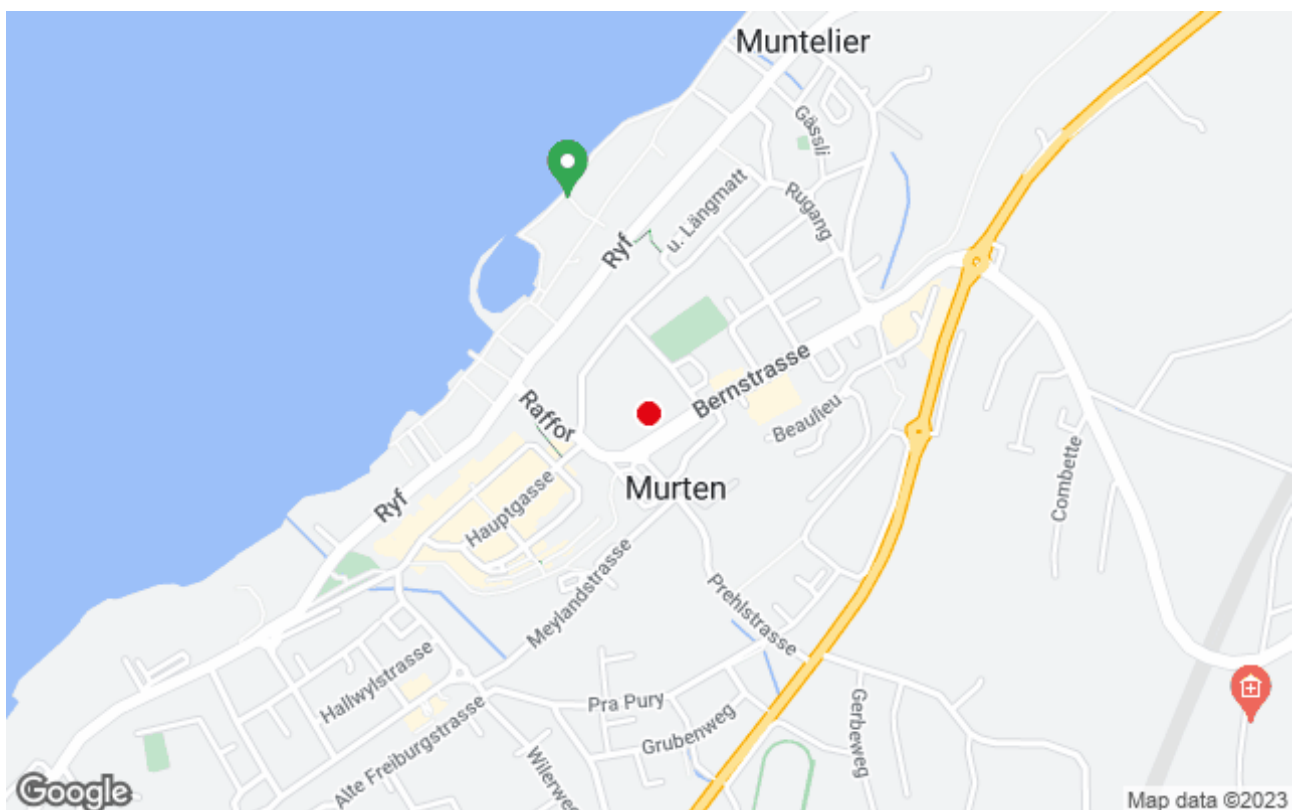 Muntelier
Gässli
u. Längmatt
Rugang
Ryf
Bernstrasse
Raffor
Beaulieu
Murten
Combette
Hauptgasse
Ryf
Meylandstrasse
Prehlstrasse
Hallwylstrasse
Pra Pury
Gerbeweg
Grubenweg
Alte Freiburgstrasse
Wilerweg
Google
Map data ©2023